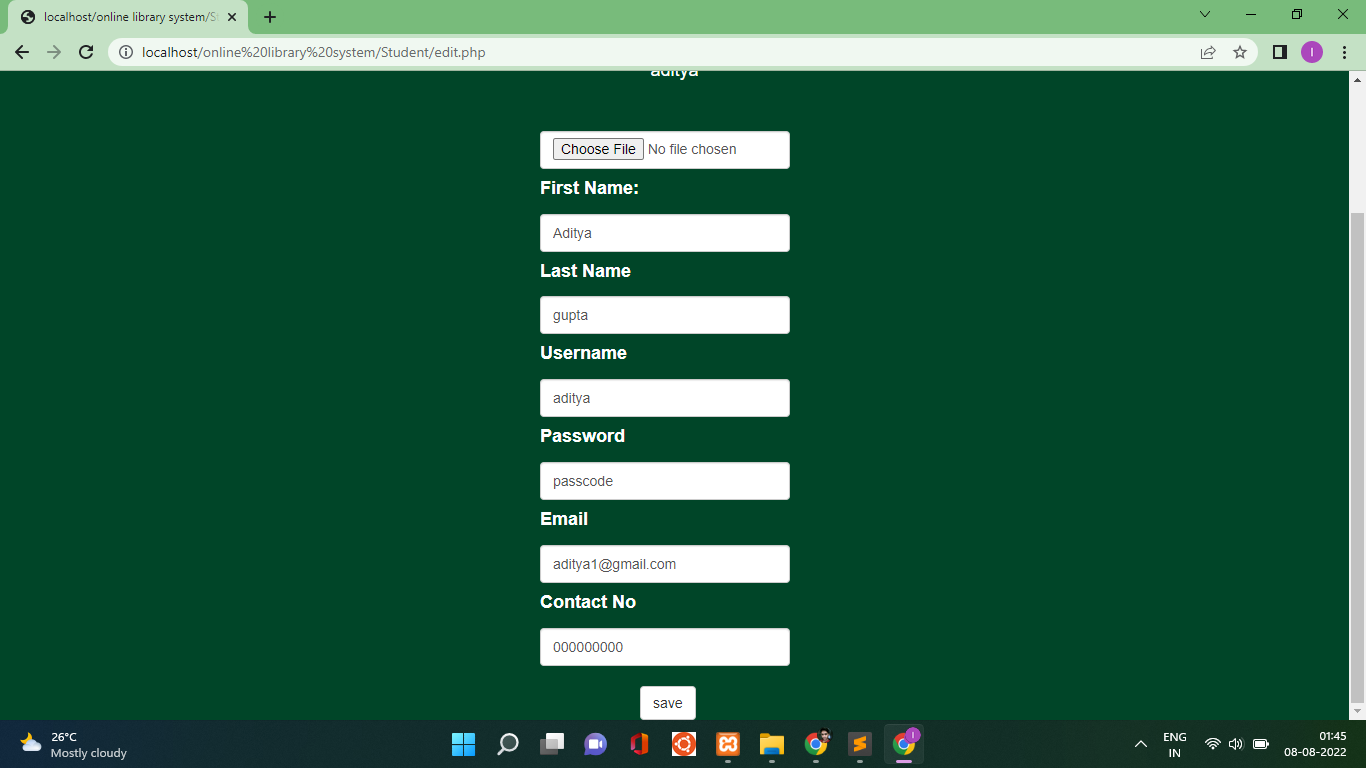 localhost/online library system/S
localhost/online%20library%20system/Student/edit.php
I
aditya
Choose File No file chosen
First Name:
Aditya
Last Name
gupta
Username
aditya
Password
passcode
Email
aditya1@gmail.com
Contact No
000000000
save
26°C
Mostly cloudy
I
ENG
IN
01:45
08-08-2022